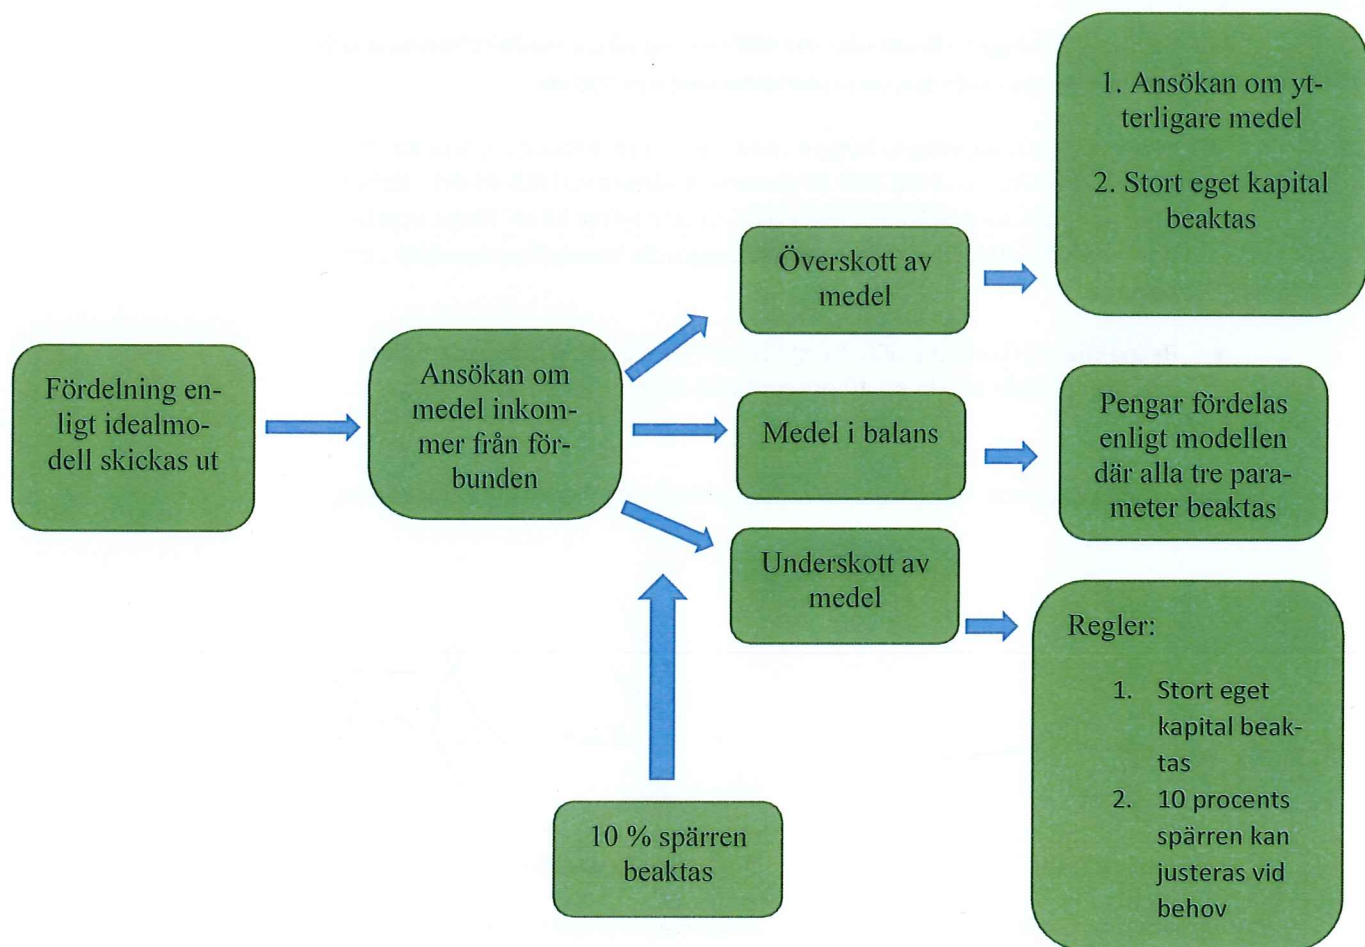 Fördelning en-
ligt idealmo-
dell skickas ut
Ansökan om
medel inkom-
mer från för-
bunden
10 % spärren
beaktas
Överskott av
medel
1. Ansökan om yt-
terligare medel
2. Stort eget kapital
beaktas
Medel i balans
Pengar fördelas
enligt modellen
där alla tre para-
meter beaktas
Underskott av
medel
Regler:
1. Stort eget
kapital beak-
tas
2. 10 procents
spärren kan
justeras vid
behov